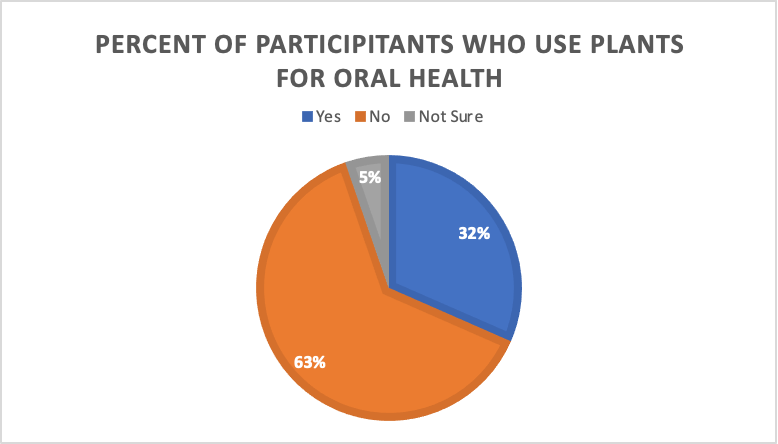 PERCENT OF PARTICIPITANTS WHO USE PLANTS
FOR ORAL HEALTH
Yes No Not Sure
5%
32%
63%